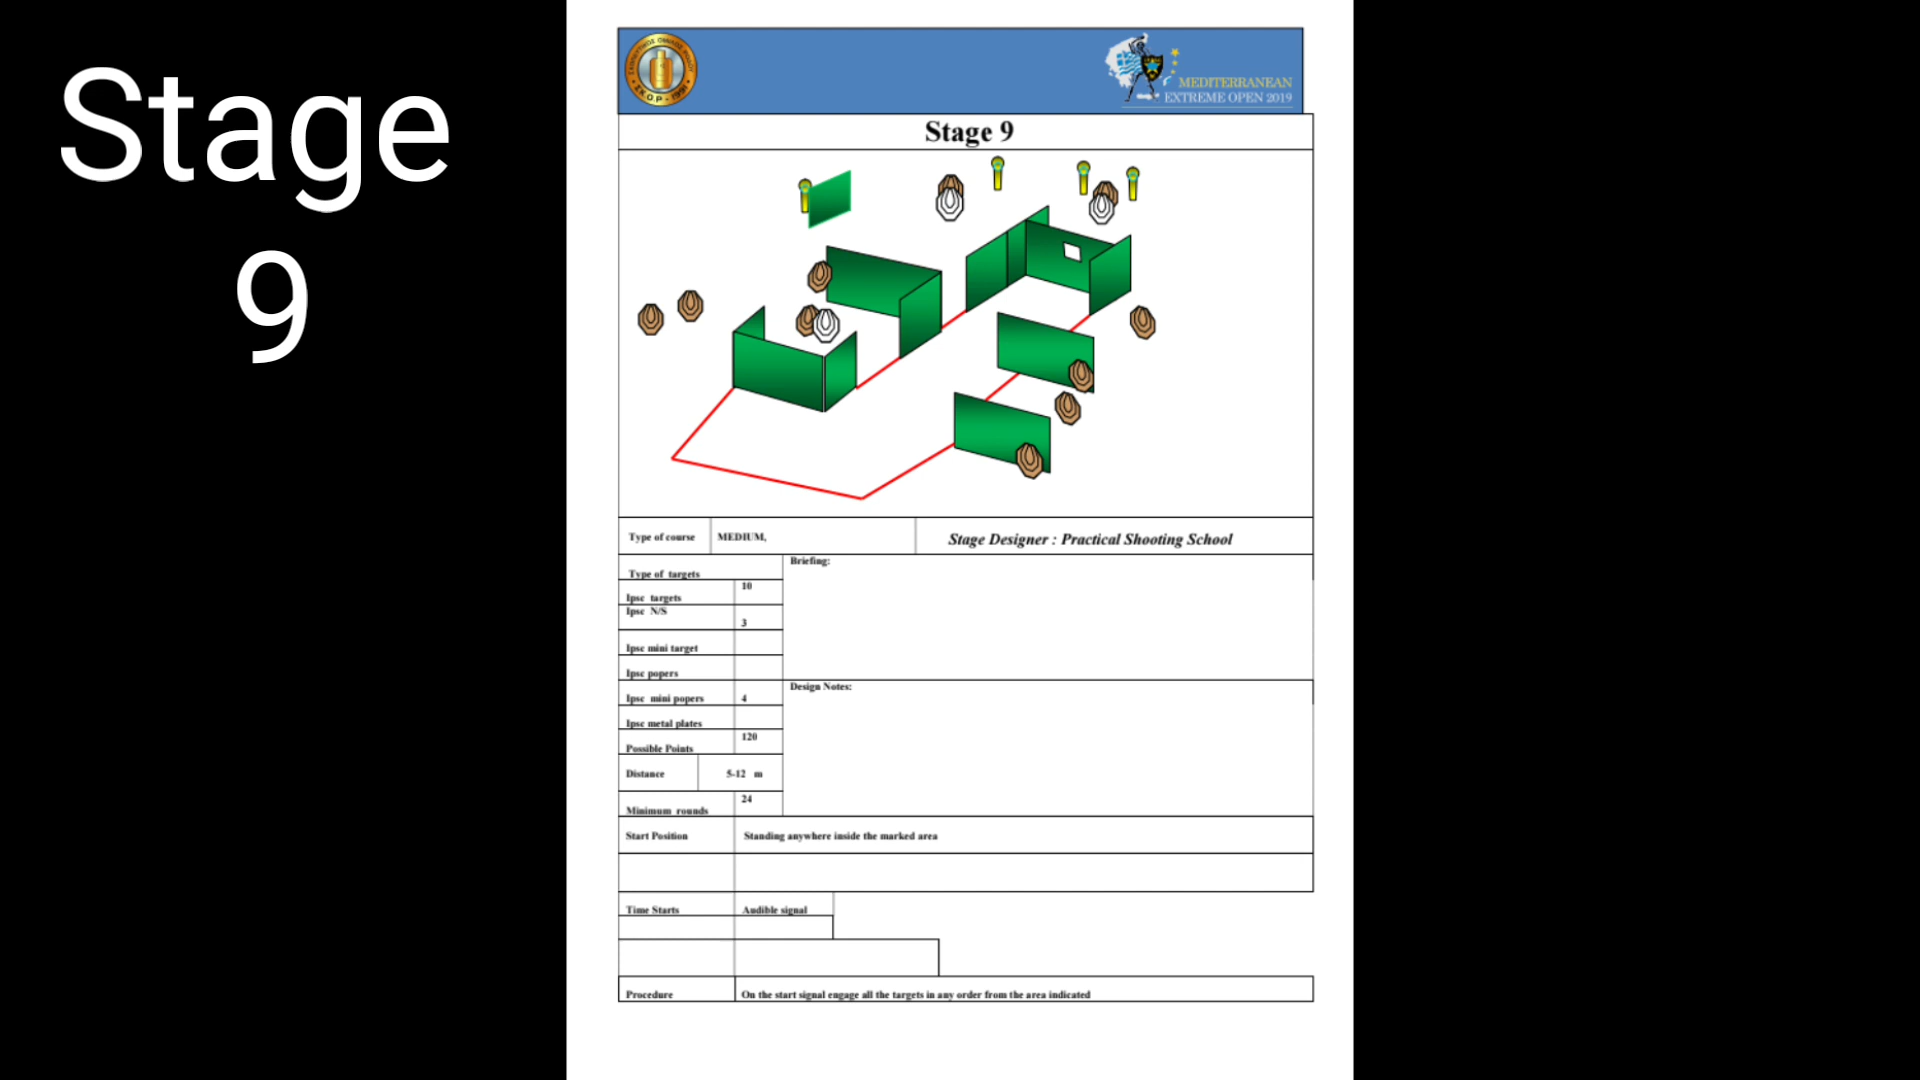 Stage
9
MEDITERRANEAN
EXTREME OPEN 2019
Σ.Κ.Ο.Ρ - 1991
Stage 9
Type of course MEDIUM, Stage Designer : Practical Shooting School
Briefing:
Type of targets
Ipsc targets 10
Ipsc N/S 3
Ipsc mini target
Ipsc popers
Ipsc mini popers 4
Design Notes:
Ipsc metal plates
Possible Points 120
Distance 5-12 m
Minimum rounds 24
Start Position Standing anywhere inside the marked area
Time Starts Audible signal
Procedure On the start signal engage all the targets in any order from the area indicated